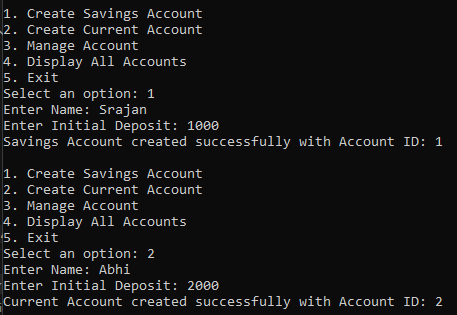 1. Create Savings Account
2. Create Current Account
3. Manage Account
4. Display All Accounts
5. Exit
Select an option: 1
Enter Name: Srajan
Enter Initial Deposit: 1000
Savings Account created successfully with Account ID: 1
1. Create Savings Account
2. Create Current Account
3. Manage Account
4. Display All Accounts
5. Exit
Select an option: 2
Enter Name: Abhi
Enter Initial Deposit: 2000
Current Account created successfully with Account ID: 2